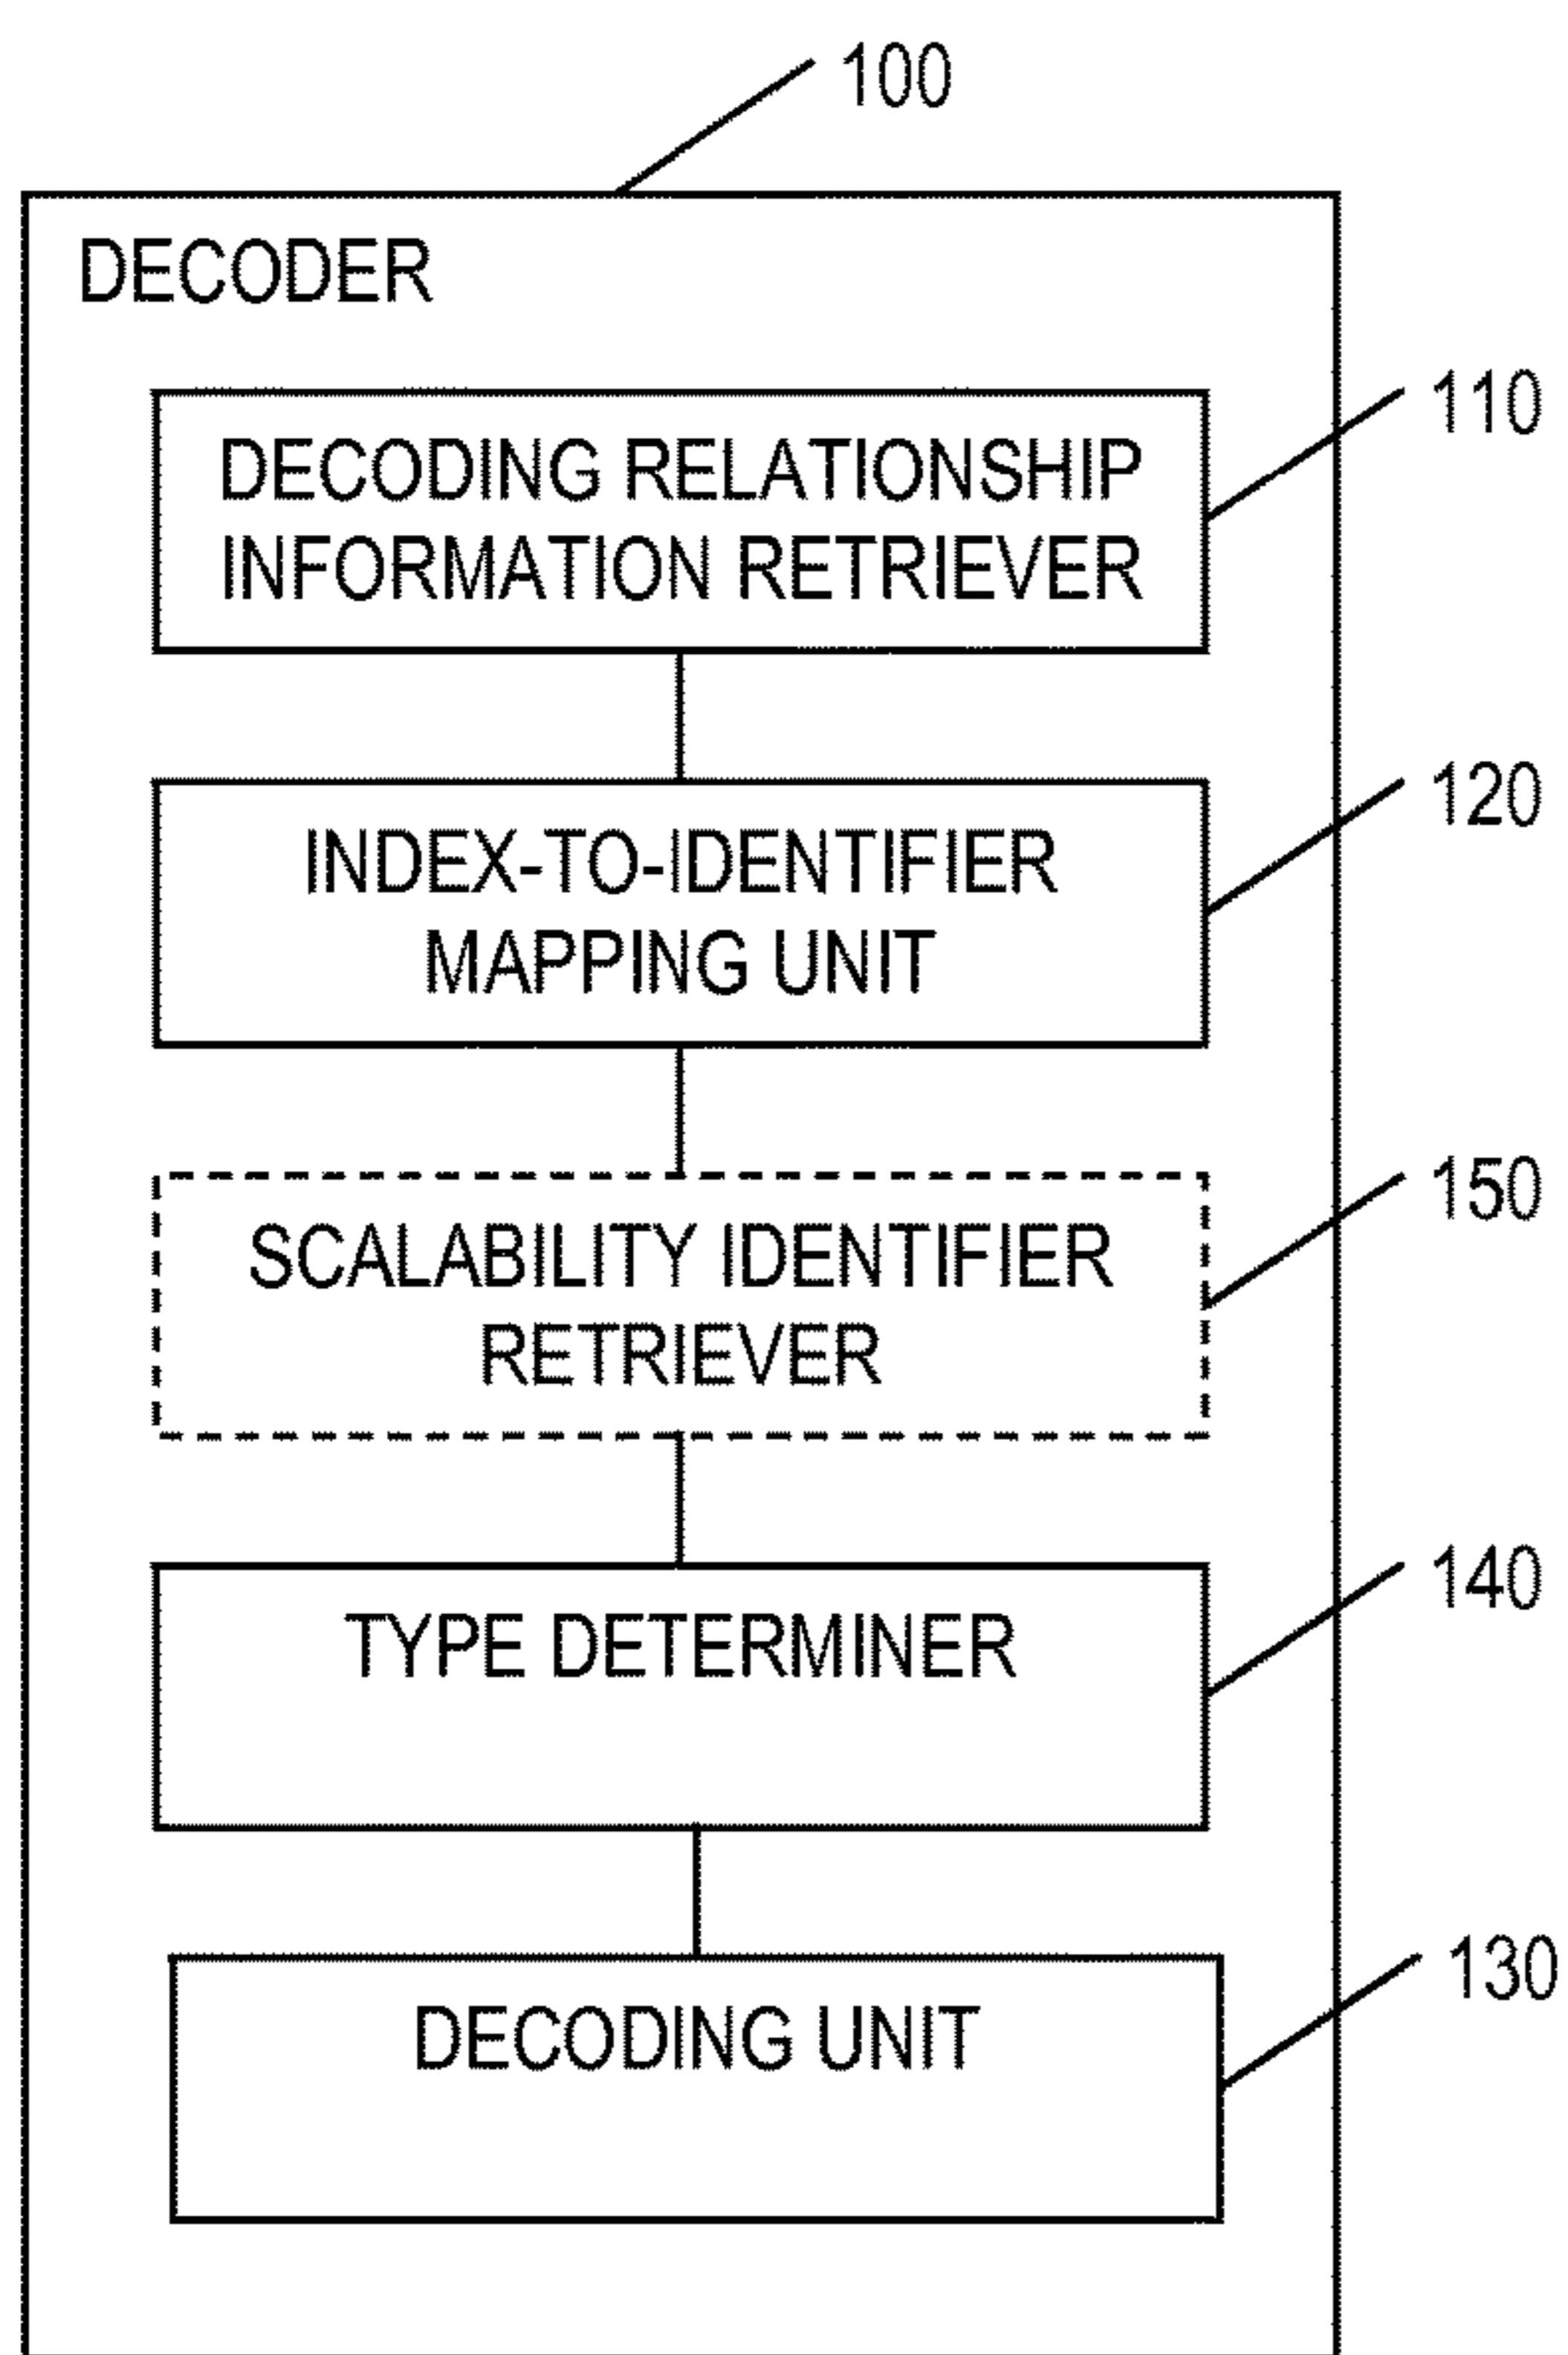 100
DECODER
110
DECODING RELATIONSHIP
INFORMATION RETRIEVER
120
INDEX-TO-IDENTIFIER
MAPPING UNIT
150
SCALABILITY IDENTIFIER
RETRIEVER
140
TYPE DETERMINER
130
DECODING UNIT